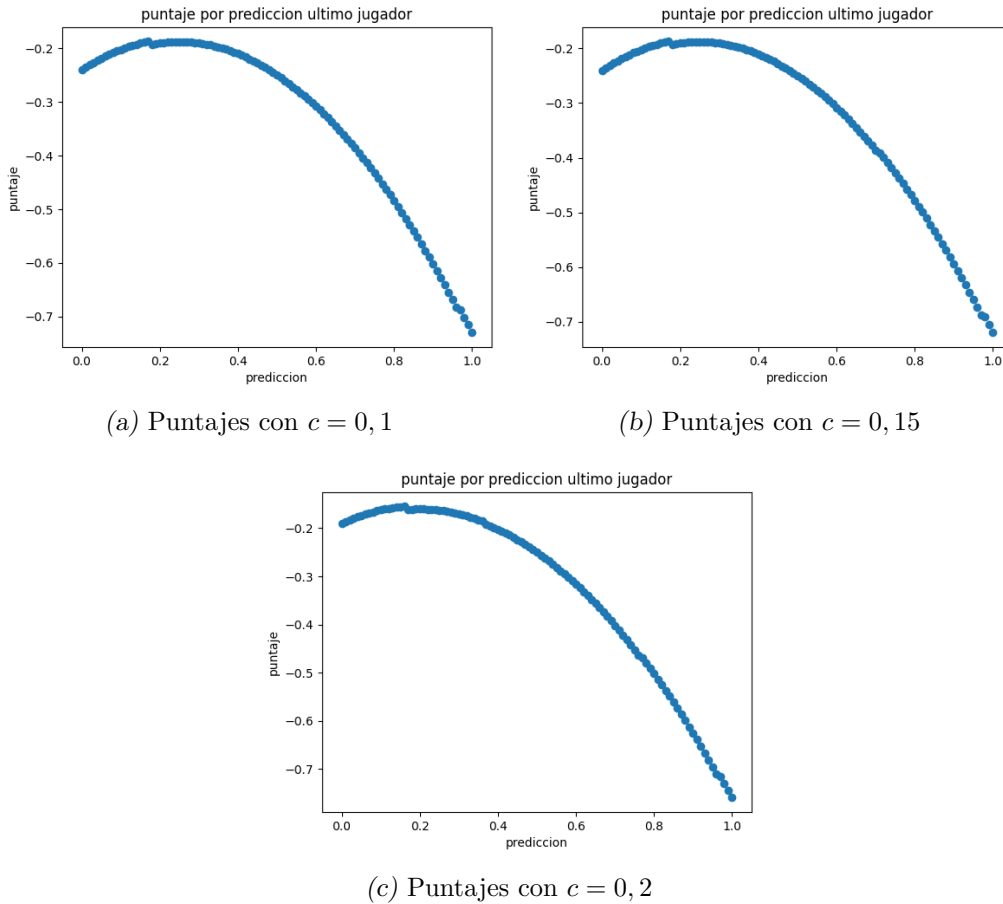 puntaje por prediccion ultimo jugador
−0.2
−0.3
−0.4
−0.5
−0.6
−0.7
puntaje
0.0 0.2 0.4 0.6 0.8 1.0
prediccion
(a) Puntajes con c = 0, 1
puntaje por prediccion ultimo jugador
−0.2
−0.3
−0.4
−0.5
−0.6
−0.7
puntaje
0.0 0.2 0.4 0.6 0.8 1.0
prediccion
(b) Puntajes con c = 0, 15
puntaje por prediccion ultimo jugador
−0.2
−0.3
−0.4
−0.5
−0.6
−0.7
puntaje
0.0 0.2 0.4 0.6 0.8 1.0
prediccion
(c) Puntajes con c = 0, 2